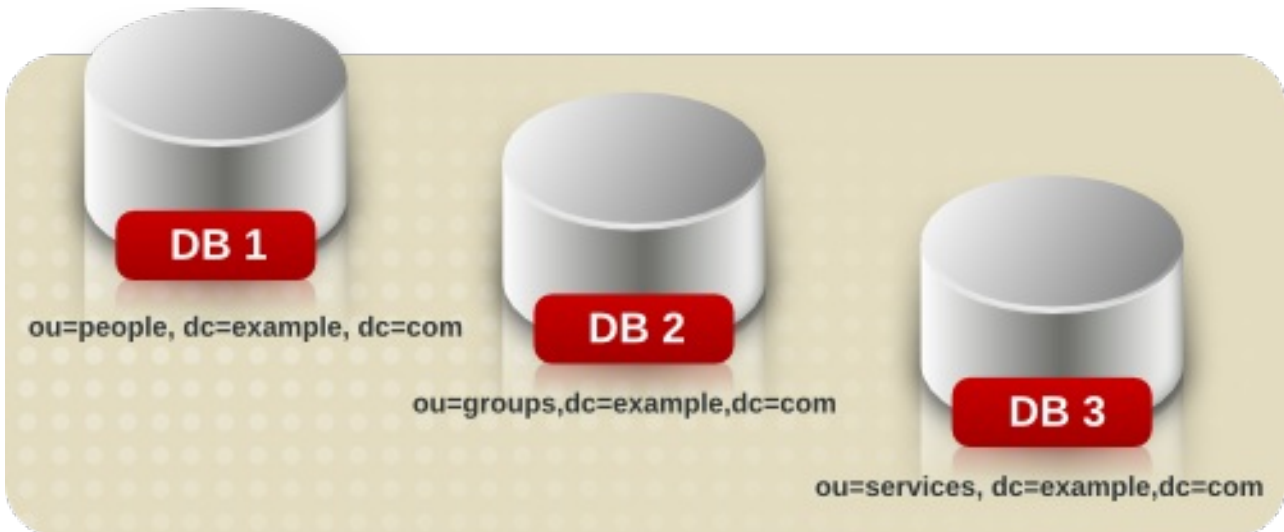 DB 1
ou=people, dc=example, dc=com
DB 2
ou=groups,dc=example,dc=com
DB 3
ou=services, dc=example,dc=com